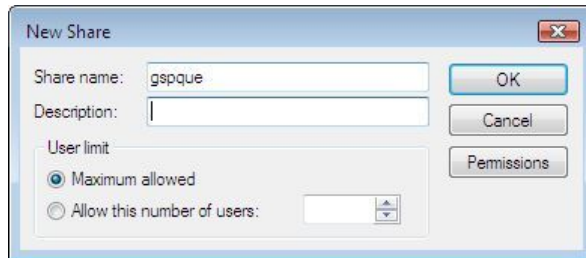 New Share
Share name: gspque
OK
Description:
Cancel
User limit
Permissions
Maximum allowed
Allow this number of users: